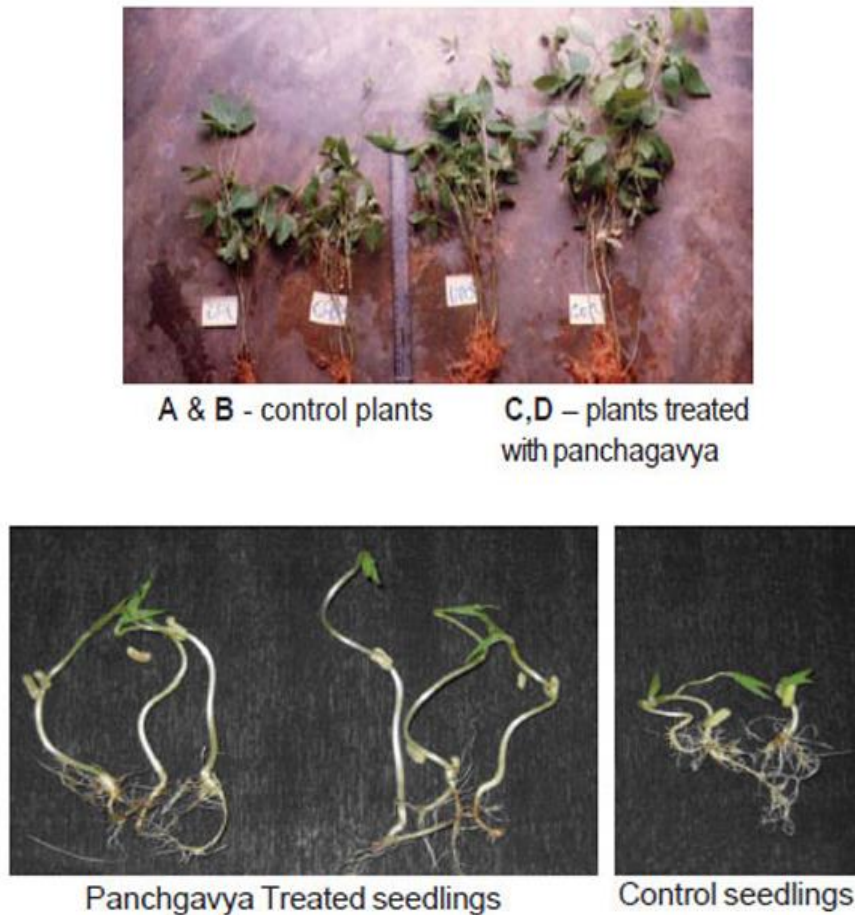 A & B - control plants
C,D – plants treated
with panchagavya
Panchgavya Treated seedlings
Control seedlings